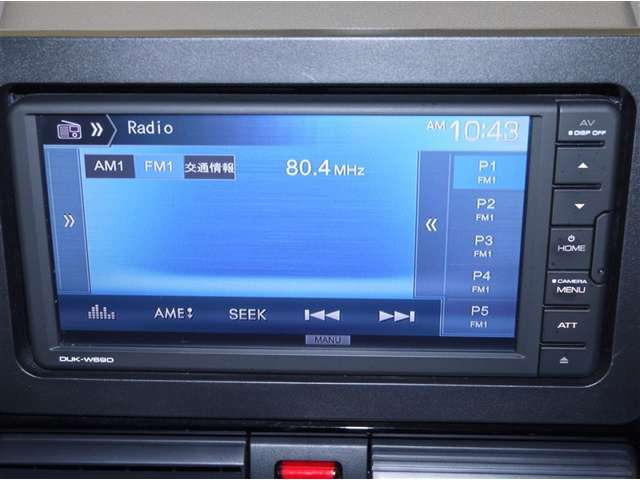 Radio
AM 10:43
AV
DISP OFF
AM1 FM1 交通情報 80.4 MHz
P1
FM1
P2
FM1
P3
FM1
P4
FM1
P5
FM1
HOME
CAMERA
MENU
ATT
AME
SEEK
MANU
DUK-W69D